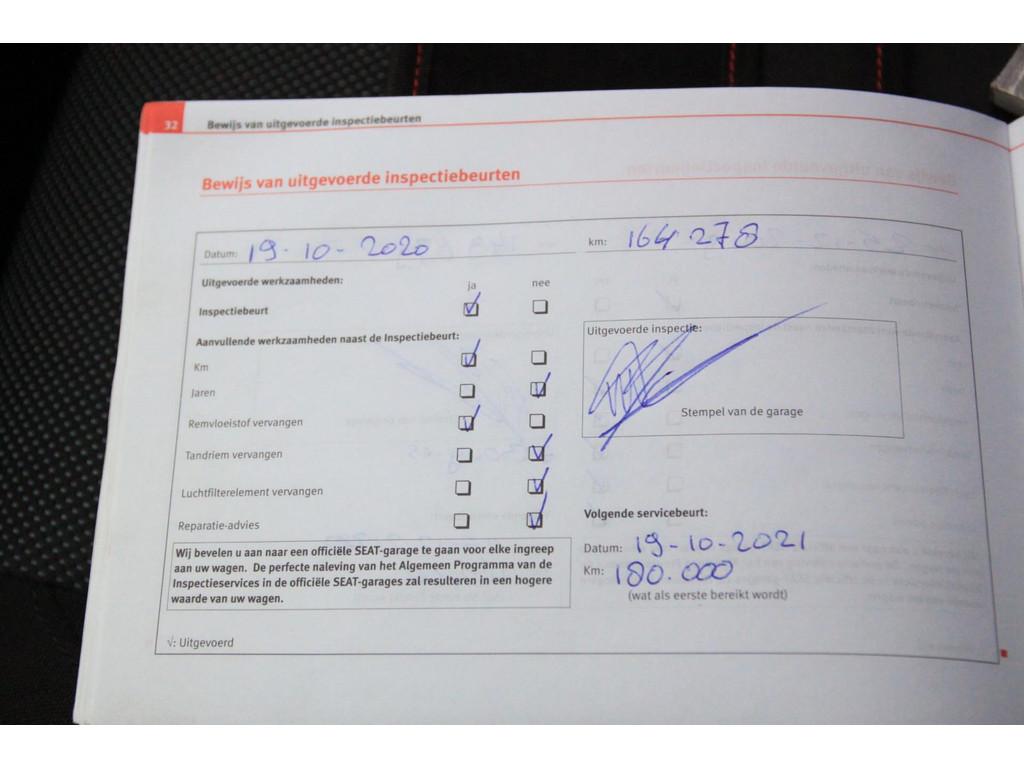 32 Bewijs van uitgevoerde inspectiebeurten
Bewijs van uitgevoerde inspectiebeurten
Datum: 19-10-2020 km: 164 278
Uitgevoerde werkzaamheden: ja nee
Inspectiebeurt
Aanvullende werkzaamheden naast de Inspectiebeurt:
Km
Jaren
Remvloeistof vervangen
Tandriem vervangen
Luchtfilterelement vervangen
Reparatie-advies
Wij bevelen u aan naar een officiële SEAT-garage te gaan voor elke ingreep
aan uw wagen. De perfecte naleving van het Algemeen Programma van de
Inspectieservices in de officiële SEAT-garages zal resulteren in een hogere
waarde van uw wagen.
√: Uitgevoerd
Uitgevoerde inspectie:
Stempel van de garage
Volgende servicebeurt:
Datum: 19-10-2021
Km: 180.000
(wat als eerste bereikt wordt)